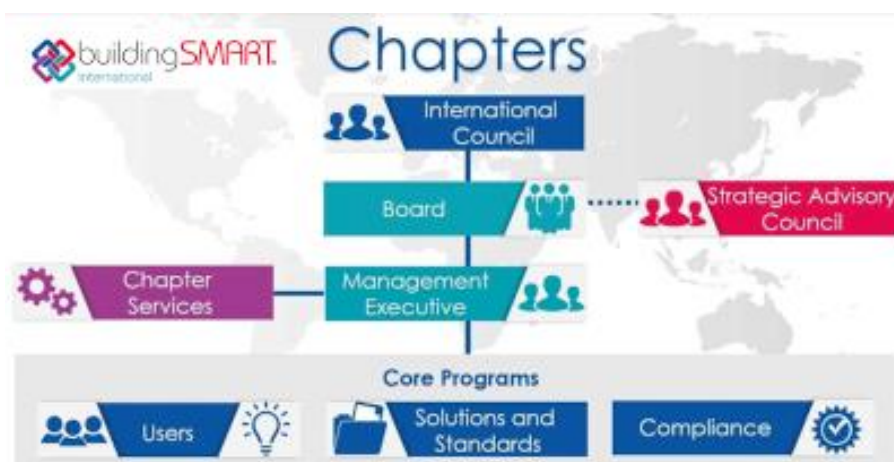 buildingSMART
International
Chapters
International
Council
Board
Strategic Advisory
Council
Chapter
Services
Management
Executive
Core Programs
Users
Solutions and
Standards
Compliance